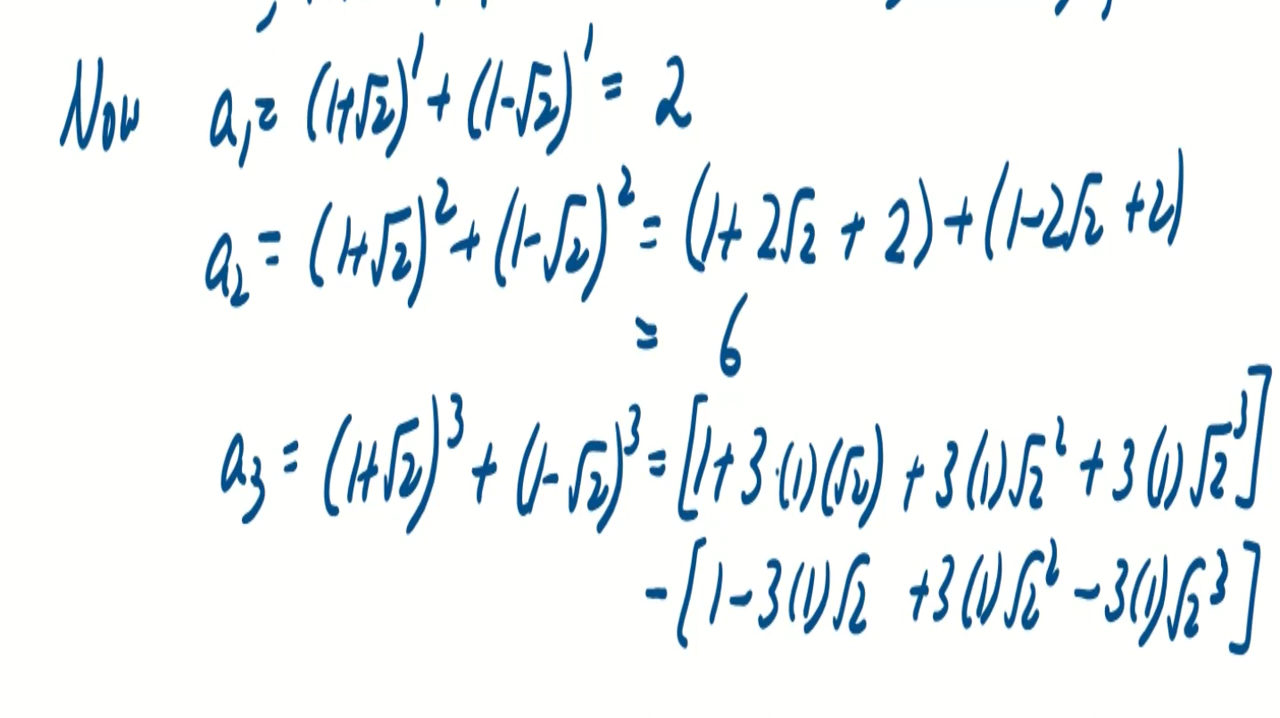 Now a₁ = (1+√2)¹ + (1-√2)¹ = 2
a₂ = (1+√2)² + (1-√2)² = (1 + 2√2 + 2) + (1-2√2 +2)
= 6
a₃ = (1+√2)³ + (1-√2)³ = [1 + 3·(1)(√2) + 3(1)√2² + 3(1)√2³]
- [1 - 3(1)√2 + 3(1)√2² - 3(1)√2³]